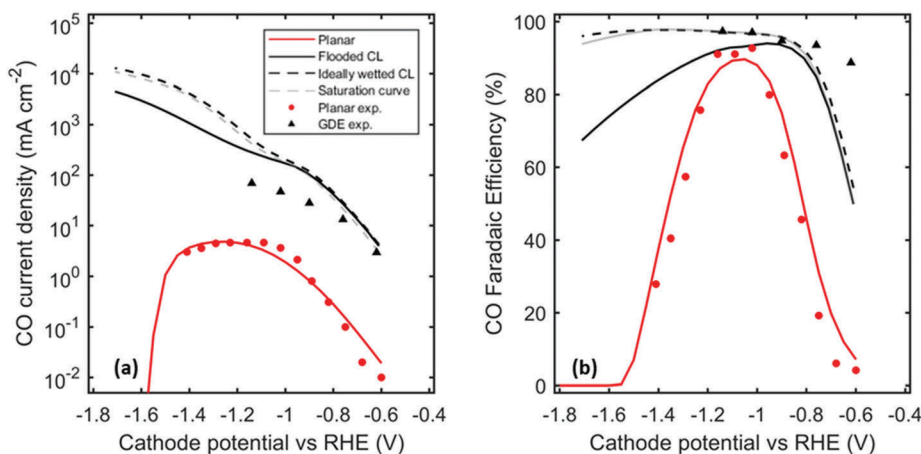 10⁵
10⁴
10³
10²
10¹
10⁰
10⁻¹
10⁻²
CO current density (mA cm⁻²)
Planar
Flooded CL
Ideally wetted CL
Saturation curve
Planar exp.
GDE exp.
(a)
-1.8 -1.6 -1.4 -1.2 -1 -0.8 -0.6 -0.4
Cathode potential vs RHE (V)
100
80
60
40
20
0
CO Faradaic Efficiency (%)
(b)
-1.8 -1.6 -1.4 -1.2 -1 -0.8 -0.6 -0.4
Cathode potential vs RHE (V)